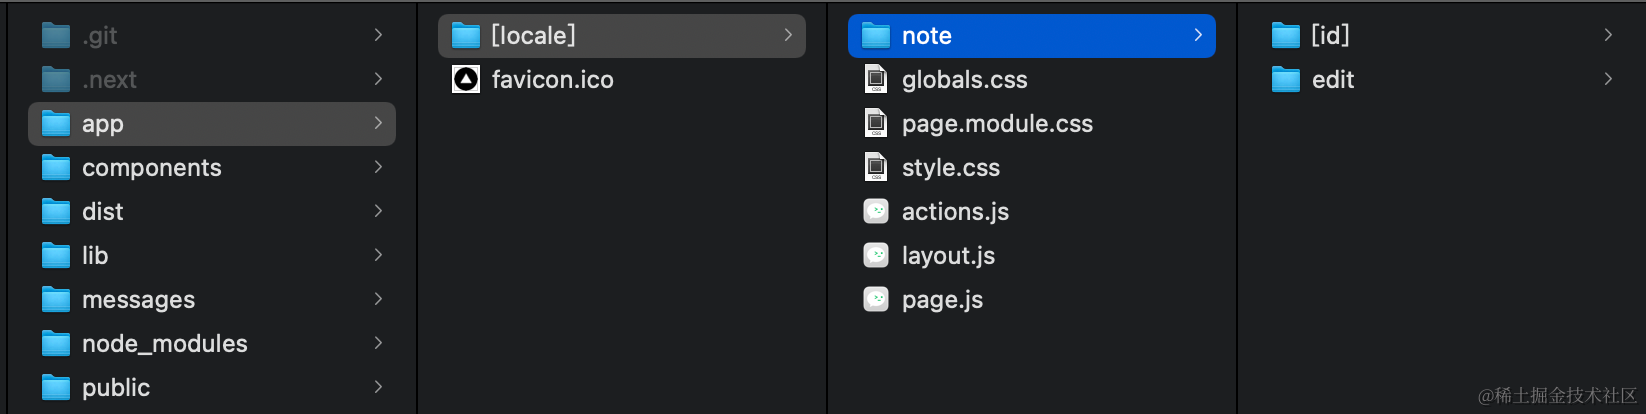 .git
.next
app
components
dist
lib
messages
node_modules
public
[locale]
favicon.ico
note
globals.css
page.module.css
style.css
actions.js
layout.js
page.js
[id]
edit
@稀土掘金技术社区